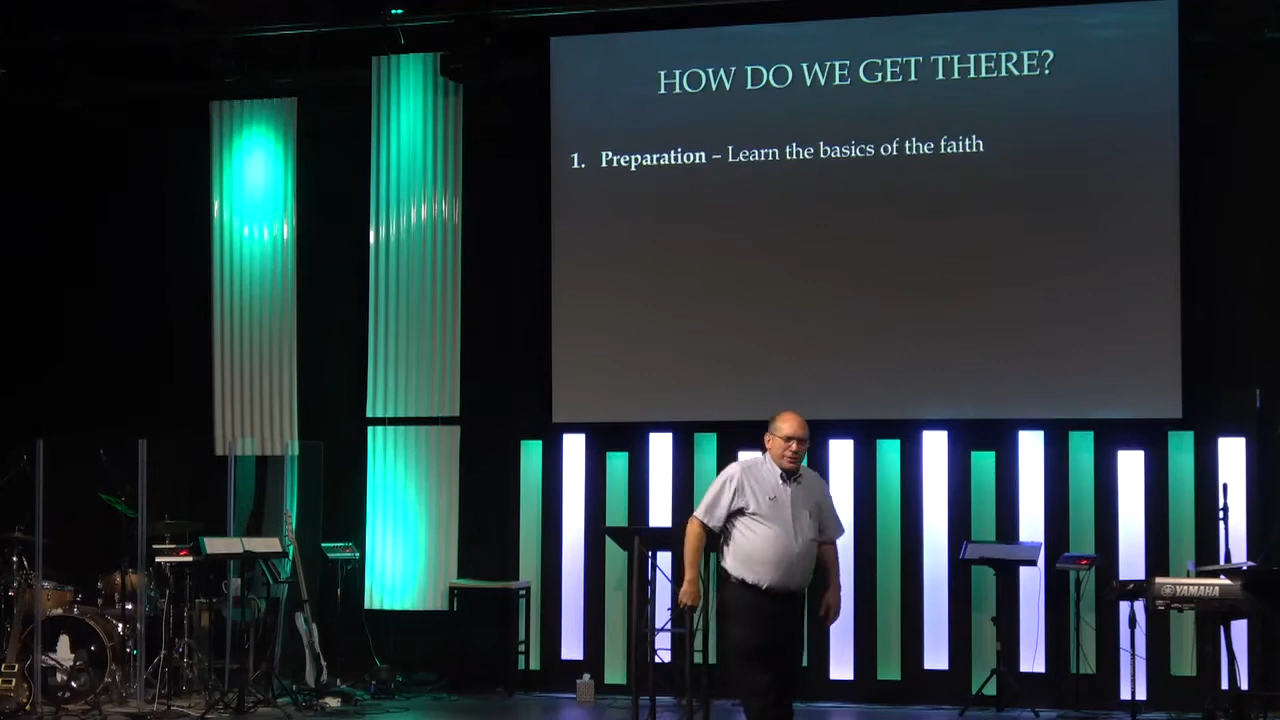 HOW DO WE GET THERE?
1. Preparation – Learn the basics of the faith
YAMAHA